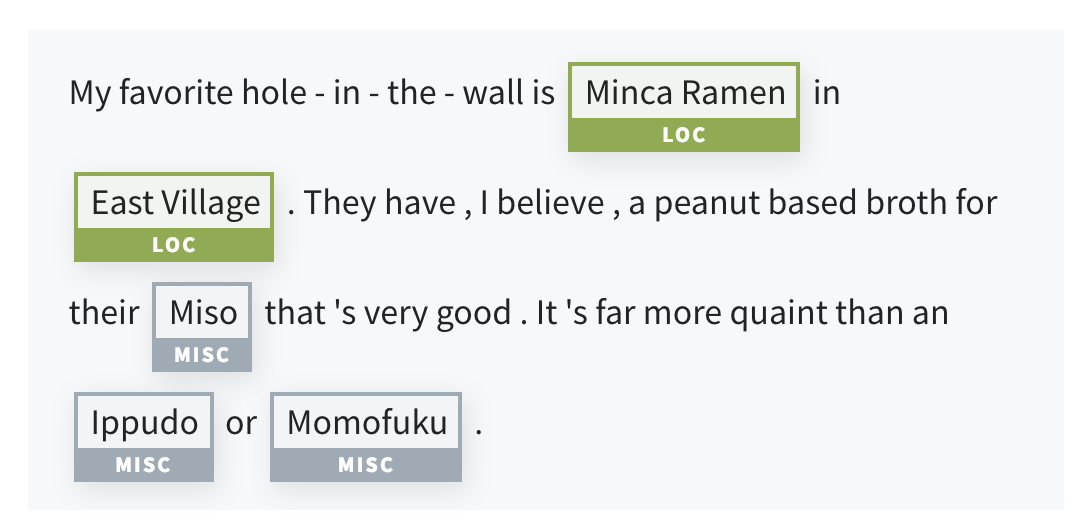 My favorite hole - in - the - wall is Minca Ramen in
LOC
East Village . They have , I believe , a peanut based broth for
LOC
their Miso that 's very good . It 's far more quaint than an
MISC
Ippudo or Momofuku .
MISC MISC